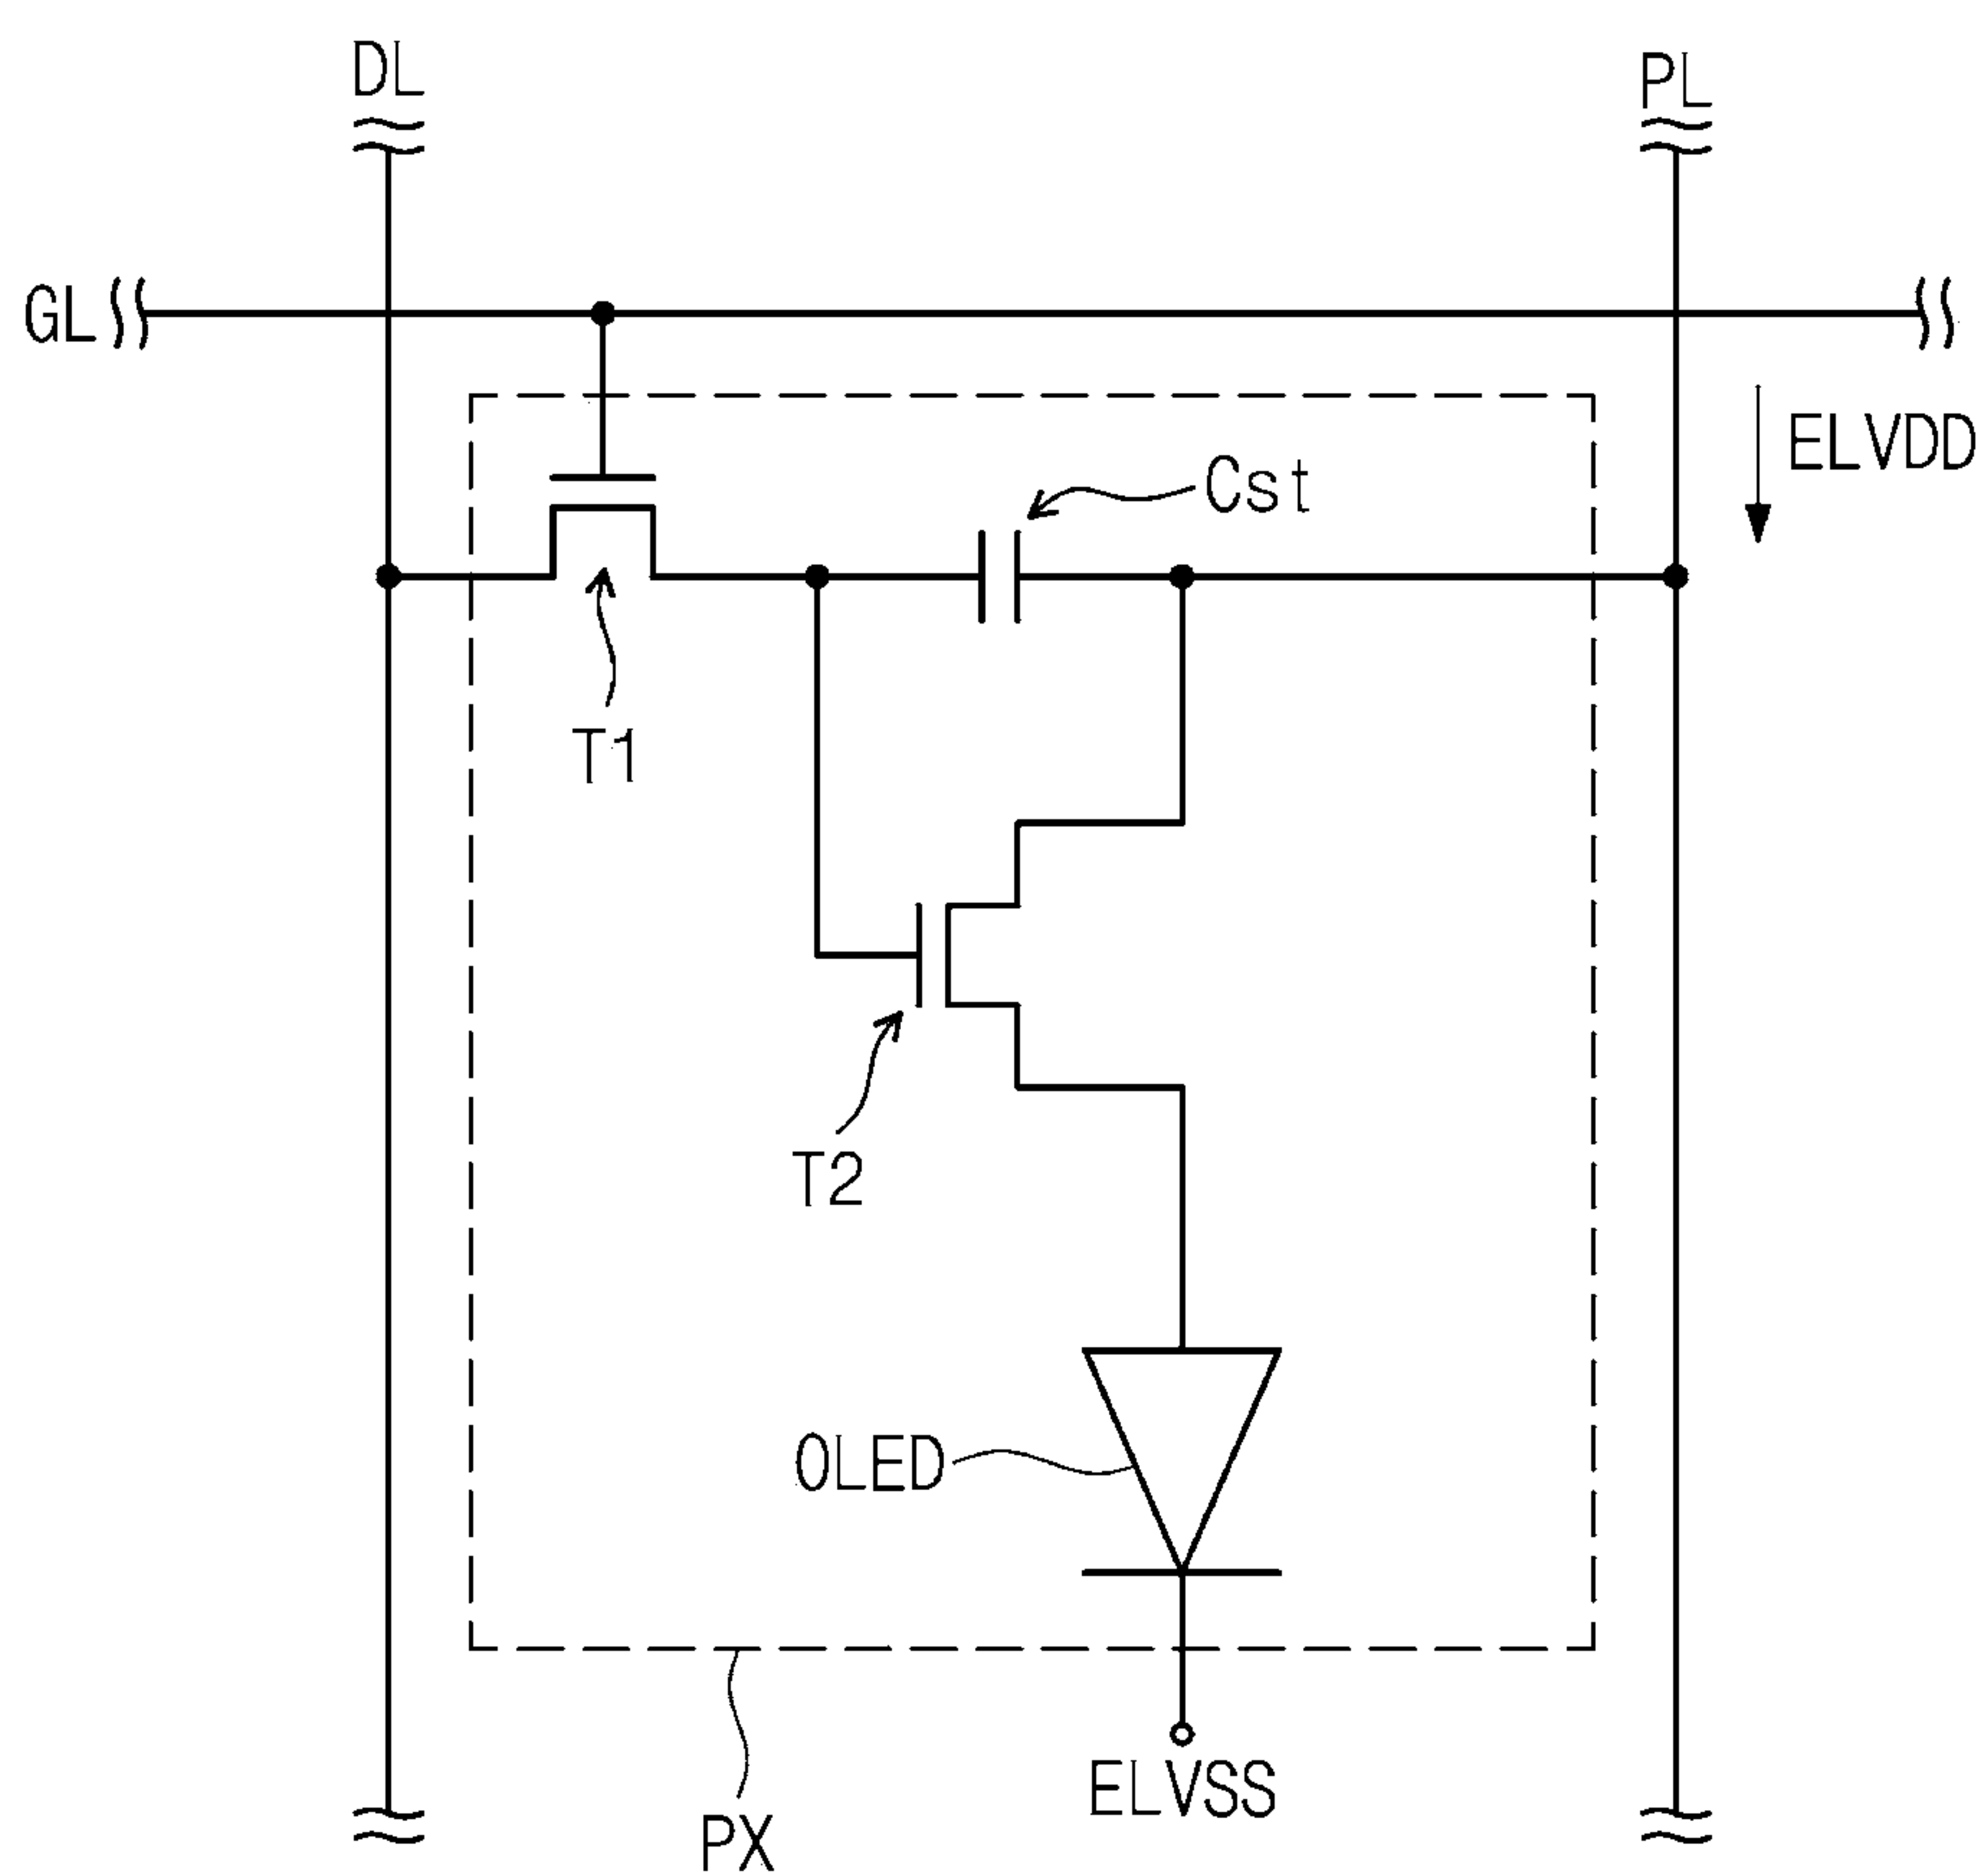 DL
PL
GL
ELVDD
Cst
T1
T2
OLED
ELVSS
PX